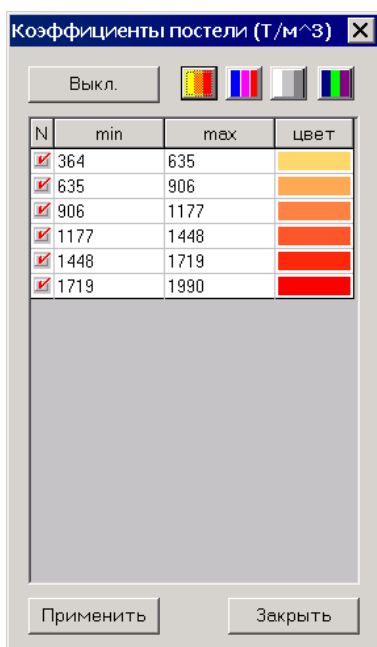 Коэффициенты постели (Т/м^3)
Выкл.
N min max цвет
364 635
635 906
906 1177
1177 1448
1448 1719
1719 1990
Применить Закрыть